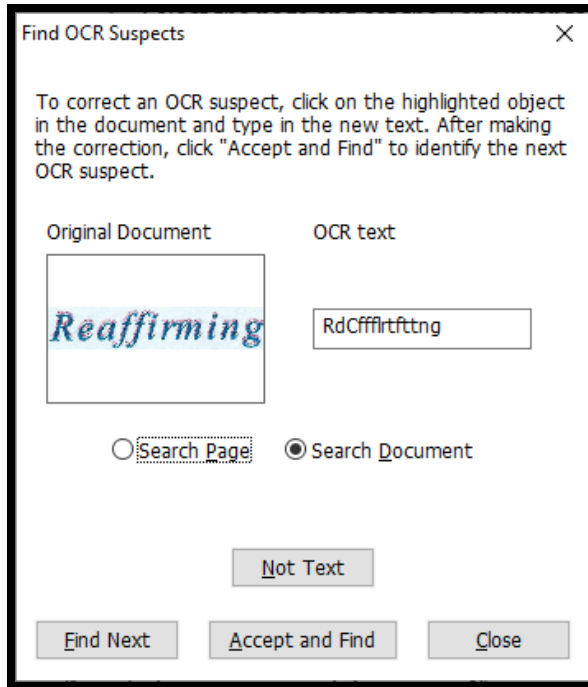 Find OCR Suspects
To correct an OCR suspect, click on the highlighted object
in the document and type in the new text. After making
the correction, click "Accept and Find" to identify the next
OCR suspect.
Original Document
OCR text
Reaffirming
RdCffflrtfttng
Search Page
Search Document
Not Text
Find Next
Accept and Find
Close